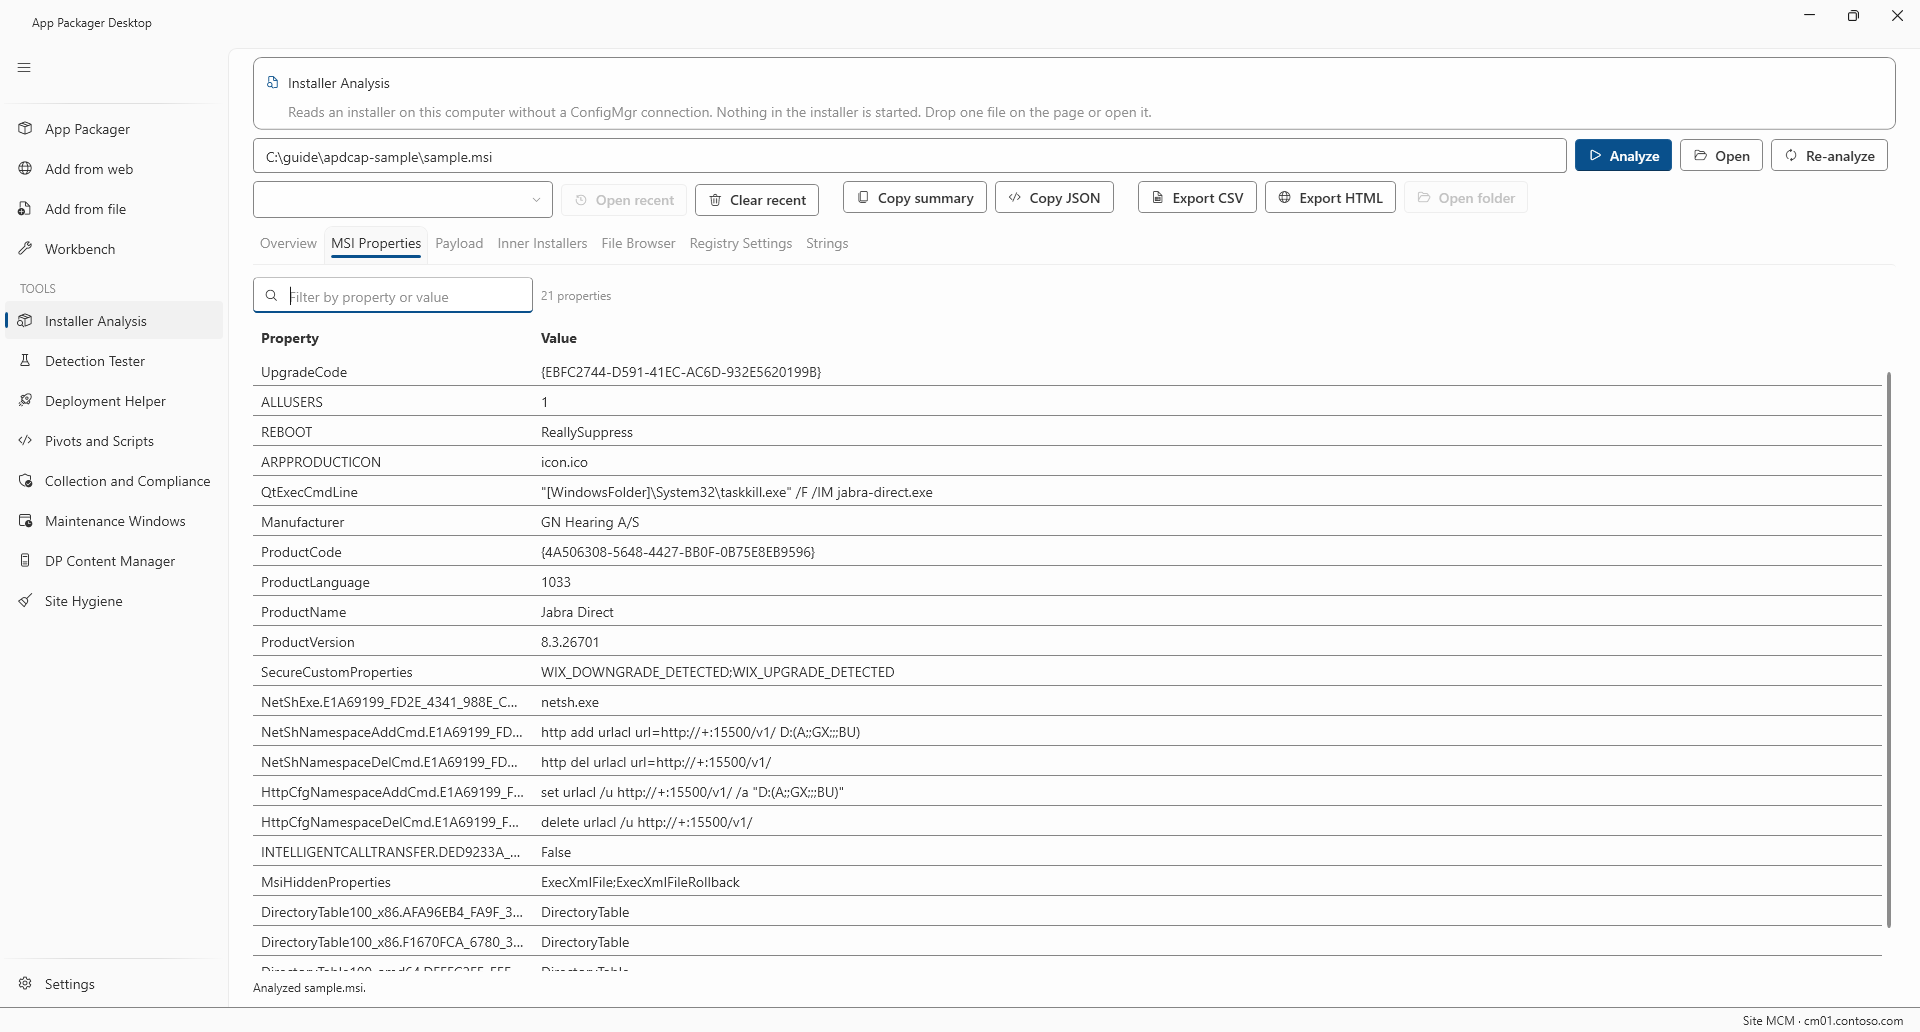 App Packager Desktop
Installer Analysis
Reads an installer on this computer without a ConfigMgr connection. Nothing in the installer is started. Drop one file on the page or open it.
App Packager
Add from web
Add from file
Workbench
TOOLS
Installer Analysis
Detection Tester
Deployment Helper
Pivots and Scripts
Collection and Compliance
Maintenance Windows
DP Content Manager
Site Hygiene
Settings
C:\guide\apdcap-sample\sample.msi
Analyze Open Re-analyze
Open recent Clear recent Copy summary Copy JSON Export CSV Export HTML Open folder
Overview MSI Properties Payload Inner Installers File Browser Registry Settings Strings
Filter by property or value 21 properties
Property Value
UpgradeCode {EBFC2744-D591-41EC-AC6D-932E5620199B}
ALLUSERS 1
REBOOT ReallySuppress
ARPPRODUCTICON icon.ico
QtExecCmdLine "[WindowsFolder]\System32\taskkill.exe" /F /IM jabra-direct.exe
Manufacturer GN Hearing A/S
ProductCode {4A506308-5648-4427-BB0F-0B75E8EB9596}
ProductLanguage 1033
ProductName Jabra Direct
ProductVersion 8.3.26701
SecureCustomProperties WIX_DOWNGRADE_DETECTED;WIX_UPGRADE_DETECTED
NetShExe.E1A69199_FD2E_4341_988E_C... netsh.exe
NetShNamespaceAddCmd.E1A69199_FD... http add urlacl url=http://+:15500/v1/ D:(A;;GX;;;BU)
NetShNamespaceDelCmd.E1A69199_FD... http del urlacl url=http://+:15500/v1/
HttpCfgNamespaceAddCmd.E1A69199_F... set urlacl /u http://+:15500/v1/ /a "D:(A;;GX;;;BU)"
HttpCfgNamespaceDelCmd.E1A69199_F... delete urlacl /u http://+:15500/v1/
INTELLIGENTCALLTRANSFER.DED9233A_... False
MsiHiddenProperties ExecXmlFile;ExecXmlFileRollback
DirectoryTable100_x86.AFA96EB4_FA9F_3... DirectoryTable
DirectoryTable100_x86.F1670FCA_6780_3... DirectoryTable
DirectoryTable
Analyzed sample.msi.
Site MCM · cm01.contoso.com